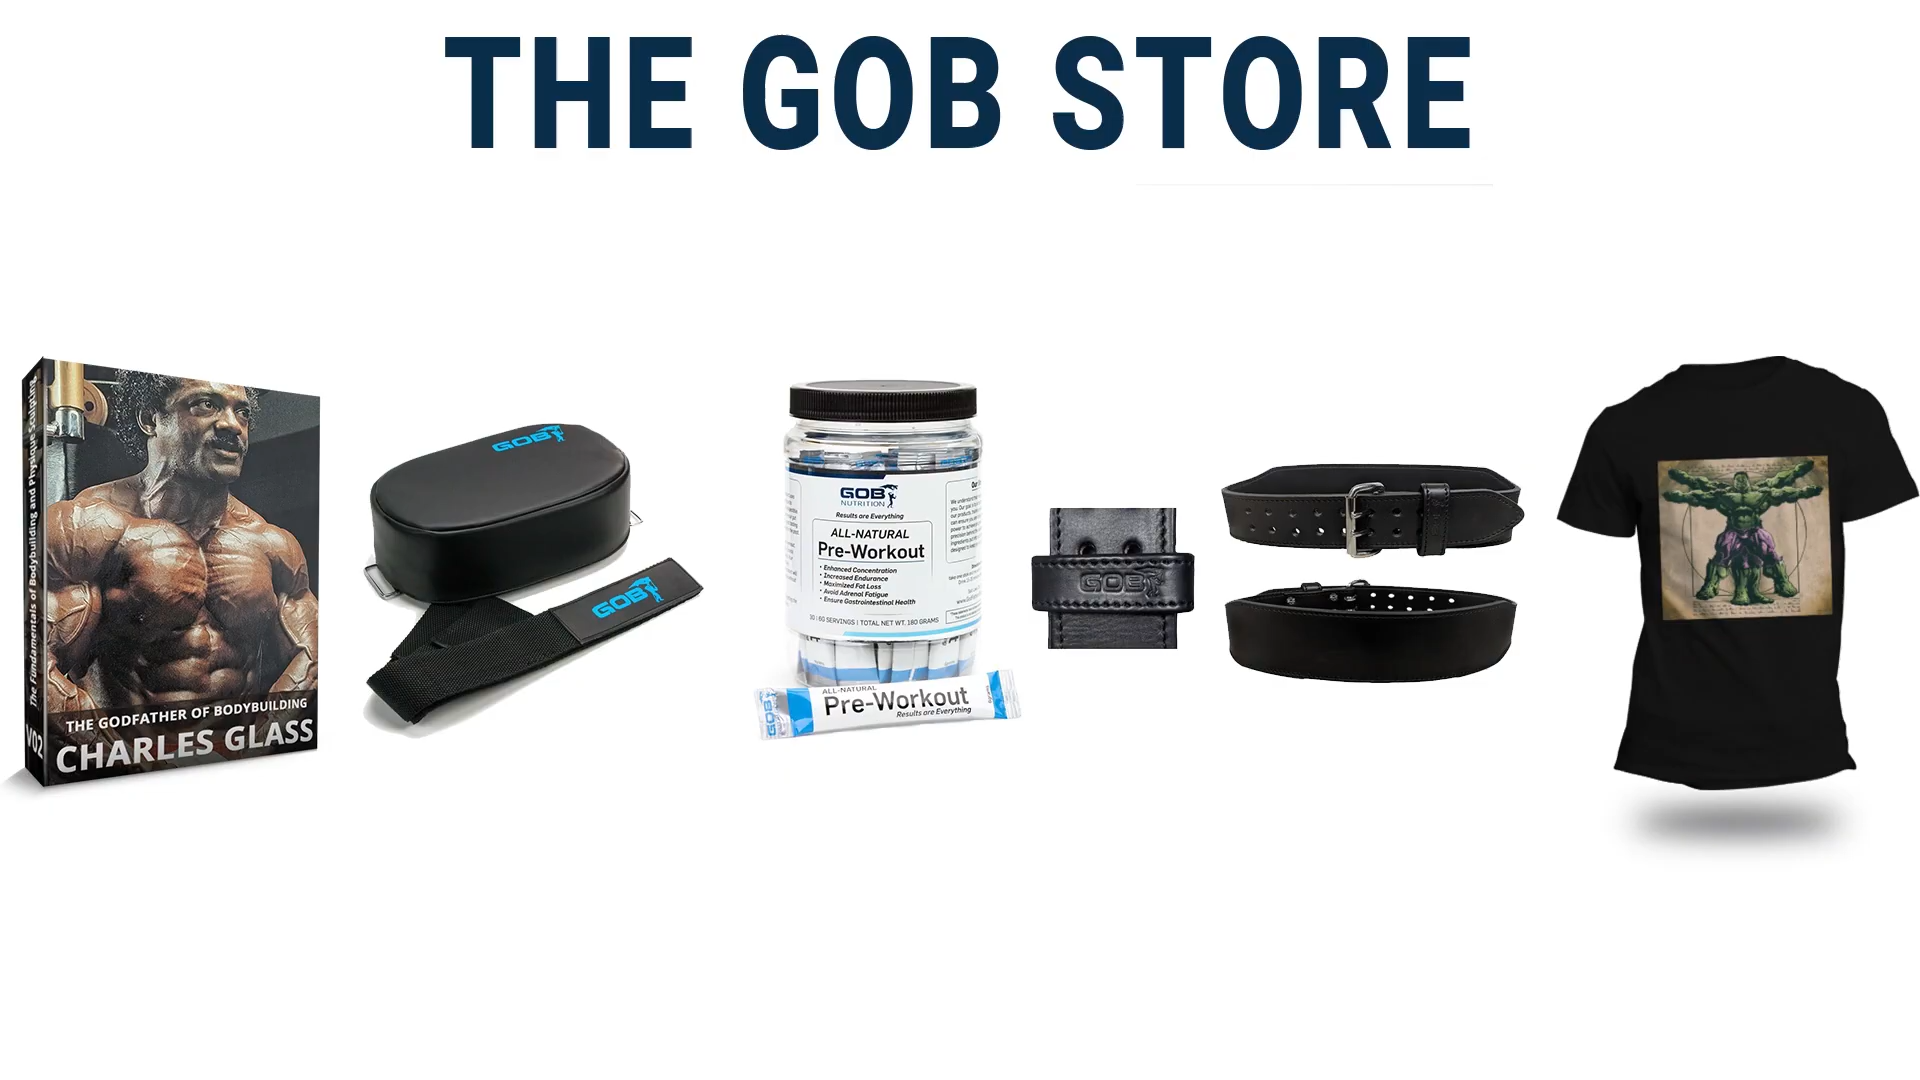 THE GOB STORE
The Fundamentals of Bodybuilding and Physique Sculpting.
V02
THE GODFATHER OF BODYBUILDING
CHARLES GLASS
GOB
GOB
GOB
NUTRITION
Results are Everything
ALL-NATURAL
Pre-Workout
• Enhanced Concentration
• Increased Endurance
• Maximized Fat Loss
• Avoid Adrenal Fatigue
• Ensure Gastrointestinal Health
30 | 60 SERVINGS | TOTAL NET WT. 180 GRAMS
GOB
ALL-NATURAL
Pre-Workout
Results are Everything
GOB